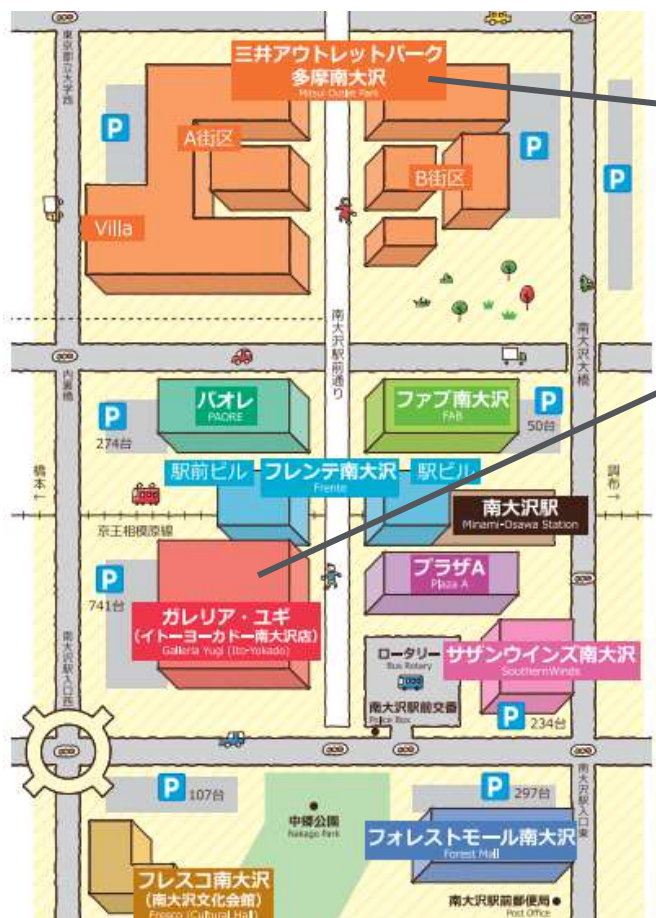 三井アウトレットパーク
多摩南大沢
Mitsui Outlet Park
東京都立大学西
P
A街区
P
B街区
P
Villa
南大沢駅前通り
南大沢大橋
内裏橋
パオレ
PAORE
ファブ南大沢
FAB
P
274台
P
50台
橋本←
駅前ビル
フレンテ南大沢
Frente
駅ビル
調布→
南大沢駅
Minami-Osawa Station
京王相模原線
P
741台
プラザA
Plaza A
ガレリア・ユギ
(イトーヨーカドー南大沢店)
Galleria Yugi (Ito-Yokado)
南大沢駅入口西
ロータリー
Bus Rotary
サザンウインズ南大沢
SouthernWinds
南大沢駅前交番
Police Box
P 234台
P 107台
中郷公園
Nakago Park
P 297台
南大沢駅入口東
フォレストモール南大沢
Forest Mall
フレスコ南大沢
(南大沢文化会館)
Fresco (Cultural Hall)
南大沢駅前郵便局
Post Office